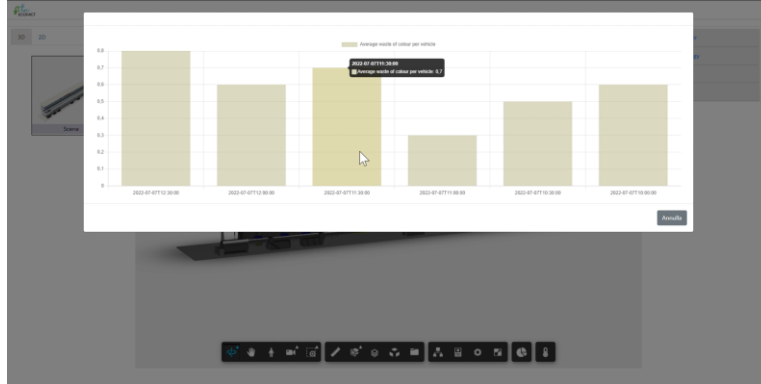 3D
2D
Scene
Average waste of colour per vehicle
0,8
0,7
0,6
0,5
0,4
0,3
0,2
0,1
0
2022-07-07T11:30:00
Average waste of colour per vehicle: 0,7
2022-07-07T12:30:00
2022-07-07T12:00:00
2022-07-07T11:30:00
2022-07-07T11:00:00
2022-07-07T10:30:00
2022-07-07T10:00:00
Annulla